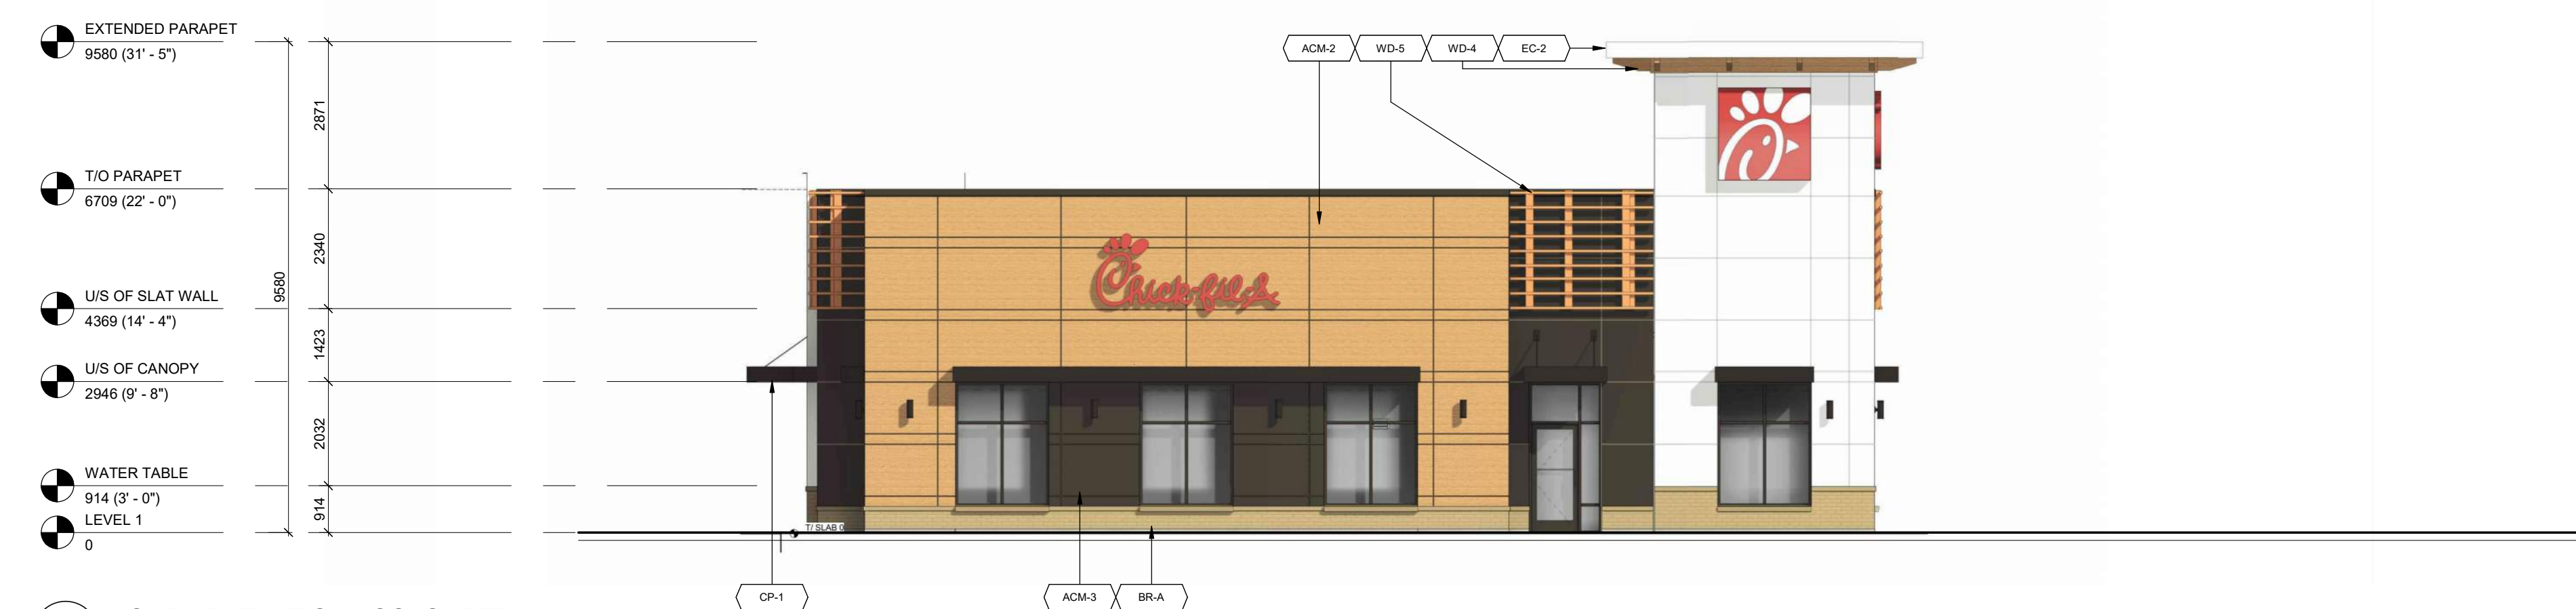 EXTENDED PARAPET
9580 (31' - 5")
T/O PARAPET
6709 (22' - 0")
U/S OF SLAT WALL
4369 (14' - 4")
U/S OF CANOPY
2946 (9' - 8")
WATER TABLE
914 (3' - 0")
LEVEL 1
0
9580
2871
2340
1423
2032
914
ACM-2 WD-5 WD-4 EC-2
Chick-fil-A
T/ SLAB 0
CP-1
ACM-3 BR-A